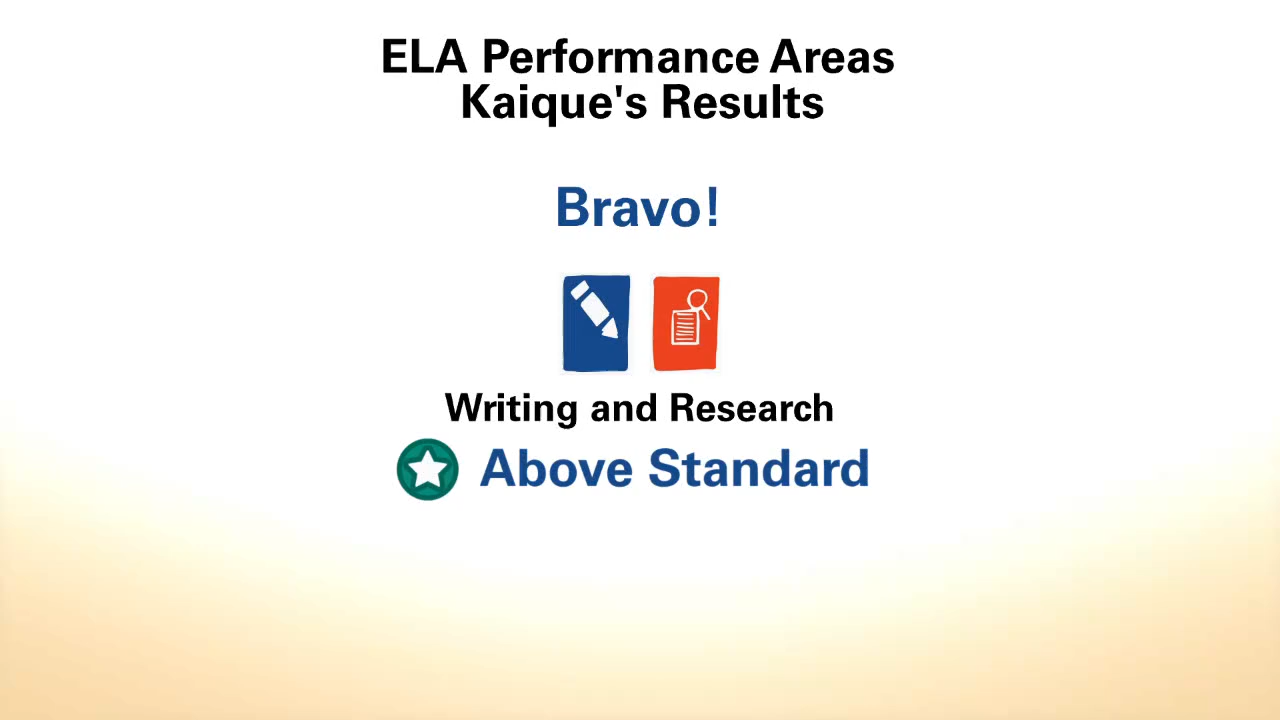 ELA Performance Areas
Kaique's Results
Bravo!
Writing and Research
Above Standard